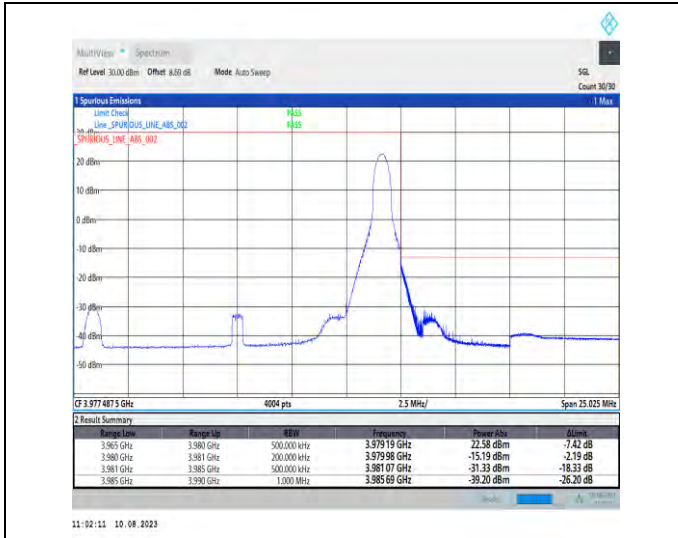 MultiView Spectrum
Ref Level 30.00 dBm Offset 8.69 dB Mode Auto Sweep SGL
Count 30/30
1 Spurious Emissions 1 Max
Limit Check PASS
Line _SPURIOUS_LINE_ABS_002 PASS
_SPURIOUS_LINE_ABS_002
20 dBm
10 dBm
0 dBm
-10 dBm
-20 dBm
-30 dBm
-40 dBm
-50 dBm
CF 3.977 487 5 GHz 4004 pts 2.5 MHz/ Span 25.025 MHz
2 Result Summary
Range Low Range Up RBW Frequency Power Abs ΔLimit
3.965 GHz 3.980 GHz 500.000 kHz 3.979 19 GHz 22.58 dBm -7.42 dB
3.980 GHz 3.981 GHz 200.000 kHz 3.979 98 GHz -15.19 dBm -2.19 dB
3.981 GHz 3.985 GHz 500.000 kHz 3.981 07 GHz -31.33 dBm -18.33 dB
3.985 GHz 3.990 GHz 1.000 MHz 3.985 69 GHz -39.20 dBm -26.20 dB
11:02:11 10.08.2023